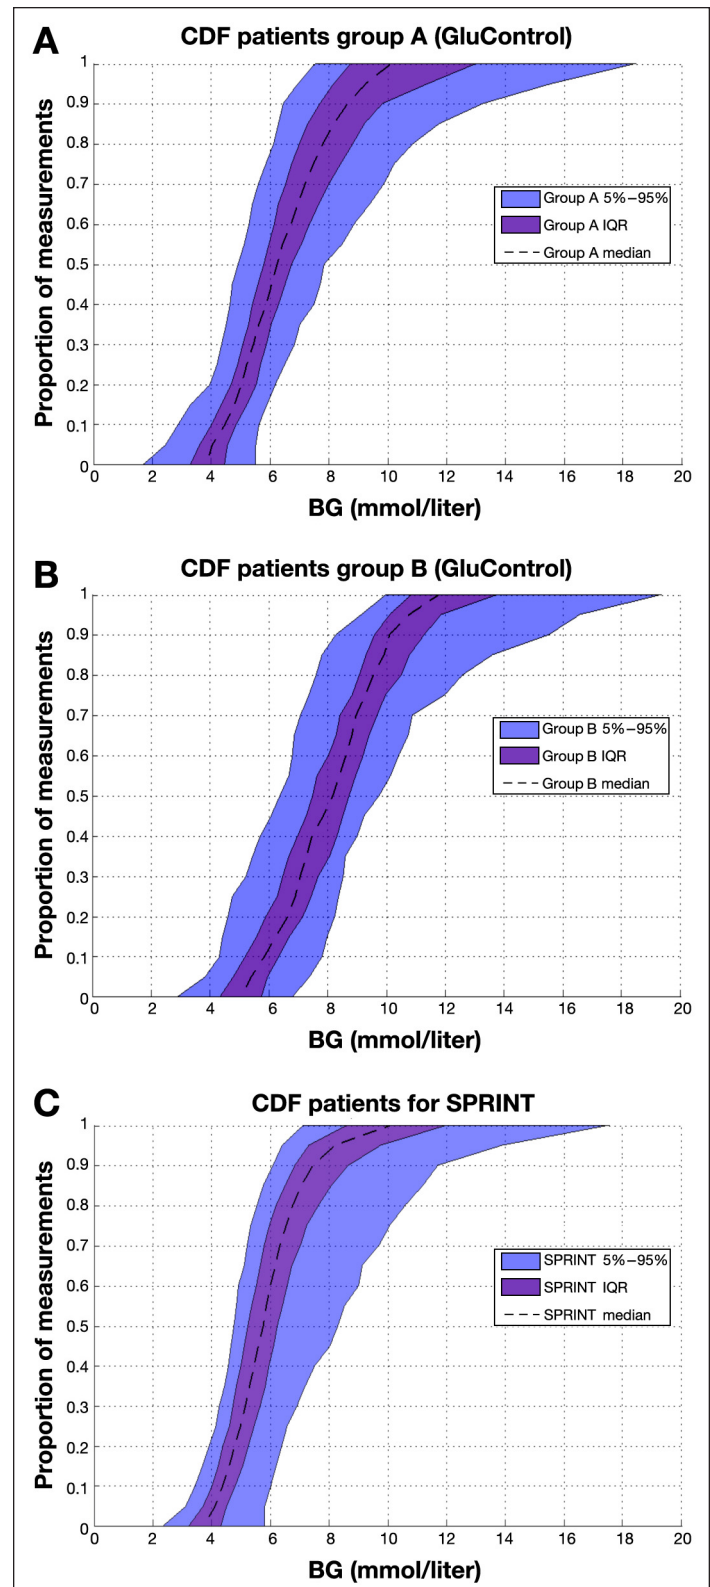 A
CDF patients group A (GluControl)
Proportion of measurements
1
0.9
0.8
0.7
0.6
0.5
0.4
0.3
0.2
0.1
0
Group A 5%–95%
Group A IQR
Group A median
0 2 4 6 8 10 12 14 16 18 20
BG (mmol/liter)
B
CDF patients group B (GluControl)
Proportion of measurements
1
0.9
0.8
0.7
0.6
0.5
0.4
0.3
0.2
0.1
0
Group B 5%–95%
Group B IQR
Group B median
0 2 4 6 8 10 12 14 16 18 20
BG (mmol/liter)
C
CDF patients for SPRINT
Proportion of measurements
1
0.9
0.8
0.7
0.6
0.5
0.4
0.3
0.2
0.1
0
SPRINT 5%–95%
SPRINT IQR
SPRINT median
0 2 4 6 8 10 12 14 16 18 20
BG (mmol/liter)